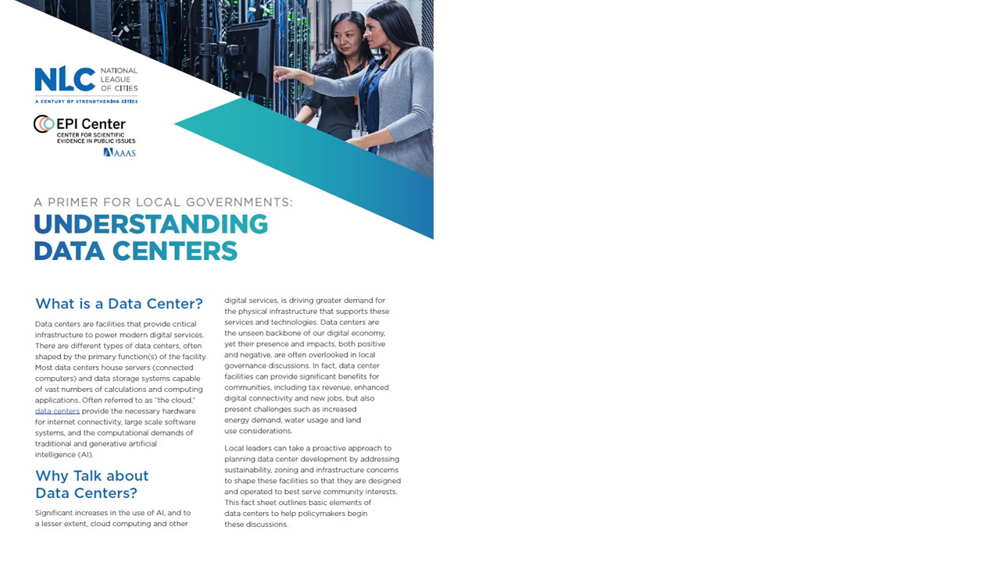 NLC NATIONAL
LEAGUE
OF CITIES
A CENTURY OF STRENGTHENING CITIES
EPI Center
CENTER FOR SCIENTIFIC
EVIDENCE IN PUBLIC ISSUES
AAAS
A PRIMER FOR LOCAL GOVERNMENTS:
UNDERSTANDING
DATA CENTERS
What is a Data Center?
Data centers are facilities that provide critical
infrastructure to power modern digital services.
There are different types of data centers, often
shaped by the primary function(s) of the facility.
Most data centers house servers (connected
computers) and data storage systems capable
of vast numbers of calculations and computing
applications. Often referred to as “the cloud,”
data centers provide the necessary hardware
for internet connectivity, large scale software
systems, and the computational demands of
traditional and generative artificial
intelligence (AI).
Why Talk about
Data Centers?
Significant increases in the use of AI, and to
a lesser extent, cloud computing and other
digital services, is driving greater demand for
the physical infrastructure that supports these
services and technologies. Data centers are
the unseen backbone of our digital economy,
yet their presence and impacts, both positive
and negative, are often overlooked in local
governance discussions. In fact, data center
facilities can provide significant benefits for
communities, including tax revenue, enhanced
digital connectivity and new jobs, but also
present challenges such as increased
energy demand, water usage and land
use considerations.
Local leaders can take a proactive approach to
planning data center development by addressing
sustainability, zoning and infrastructure concerns
to shape these facilities so that they are designed
and operated to best serve community interests.
This fact sheet outlines basic elements of
data centers to help policymakers begin
these discussions.